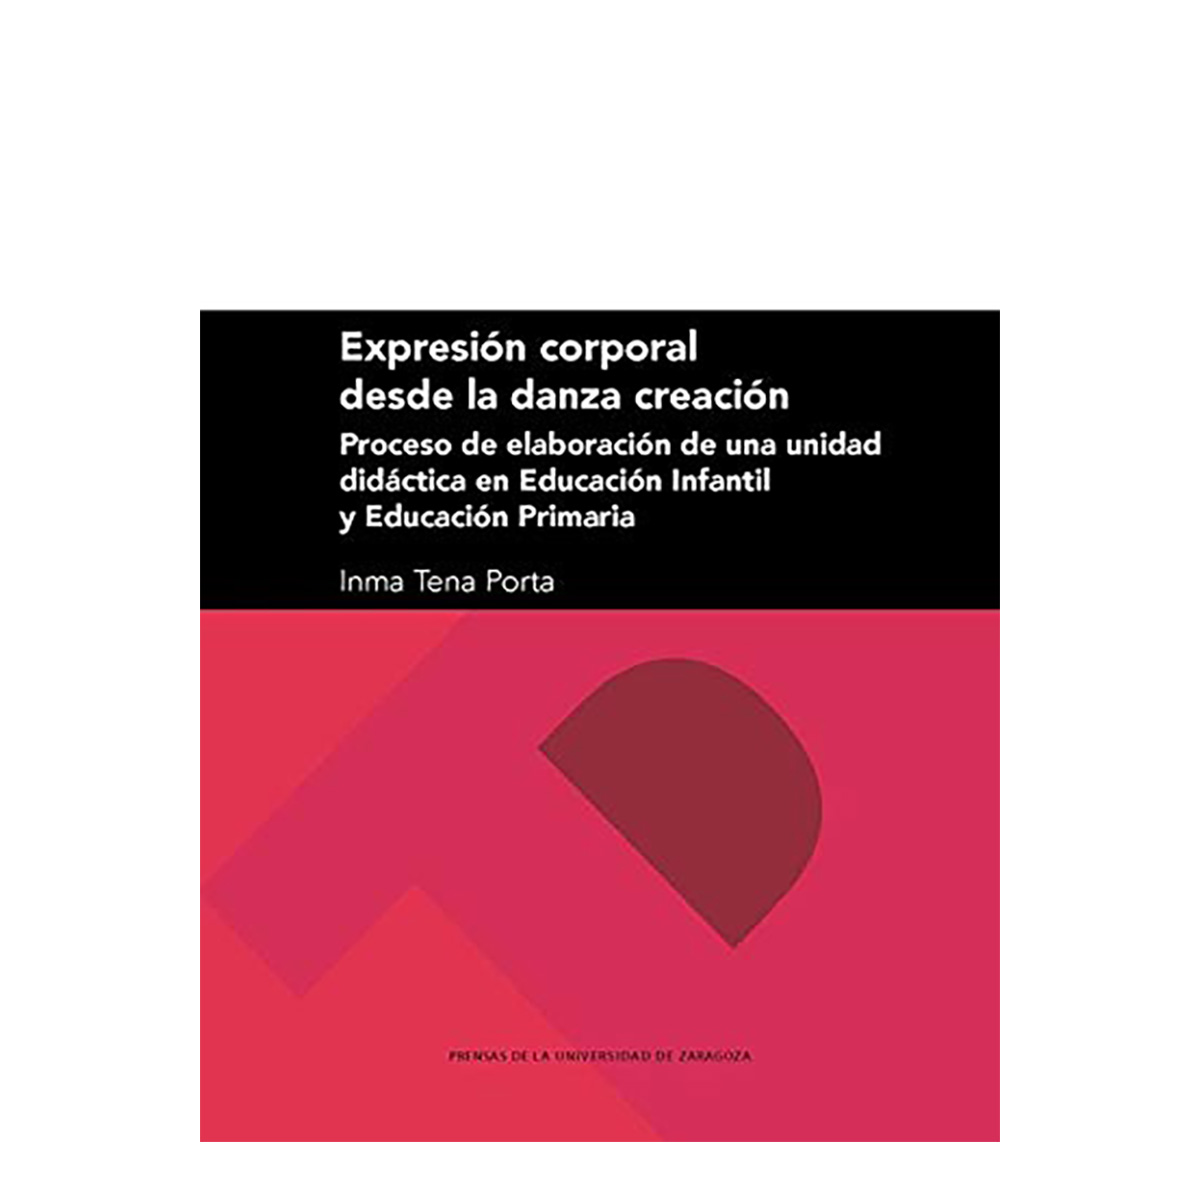 Expresión corporal
desde la danza creación
Proceso de elaboración de una unidad
didáctica en Educación Infantil
y Educación Primaria
Inma Tena Porta
PRENSAS DE LA UNIVERSIDAD DE ZARAGOZA